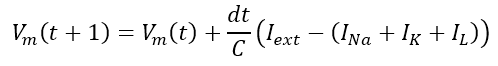 V_m(t + 1) = V_m(t) + \frac{dt}{C}(I_{ext} − (I_{Na} + I_K + I_L))